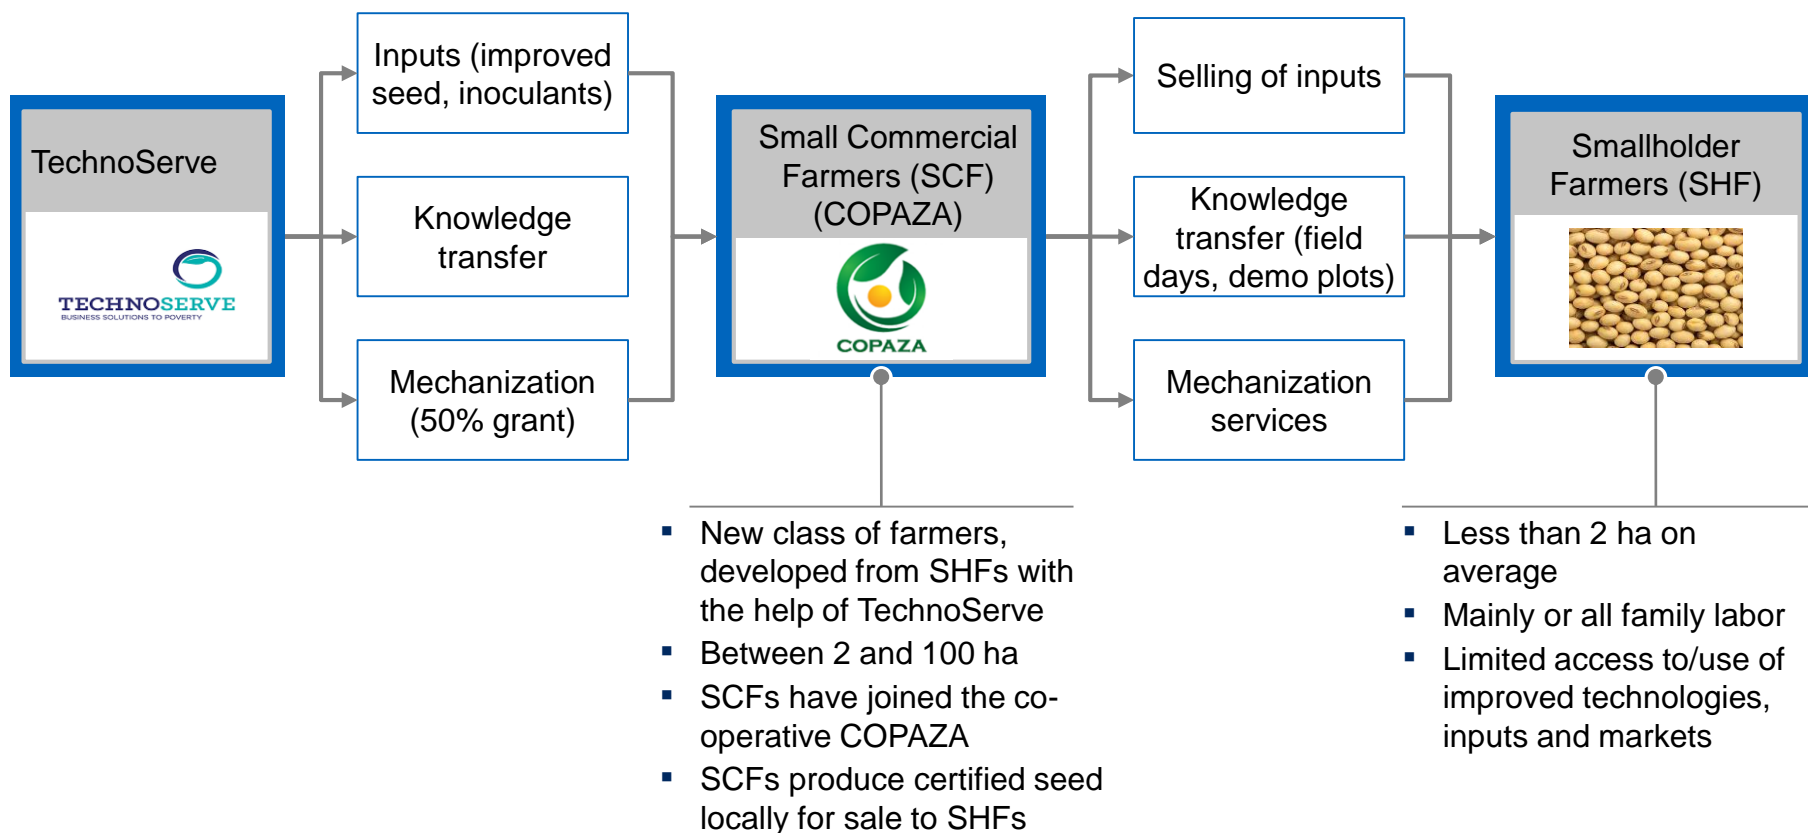 TechnoServe
TECHNOSERVE
BUSINESS SOLUTIONS TO POVERTY
Inputs (improved
seed, inoculants)
Knowledge
transfer
Mechanization
(50% grant)
Small Commercial
Farmers (SCF)
(COPAZA)
COPAZA
Selling of inputs
Knowledge
transfer (field
days, demo plots)
Mechanization
services
Smallholder
Farmers (SHF)
▪ New class of farmers,
developed from SHFs with
the help of TechnoServe
▪ Between 2 and 100 ha
▪ SCFs have joined the co-
operative COPAZA
▪ SCFs produce certified seed
locally for sale to SHFs
▪ Less than 2 ha on
average
▪ Mainly or all family labor
▪ Limited access to/use of
improved technologies,
inputs and markets